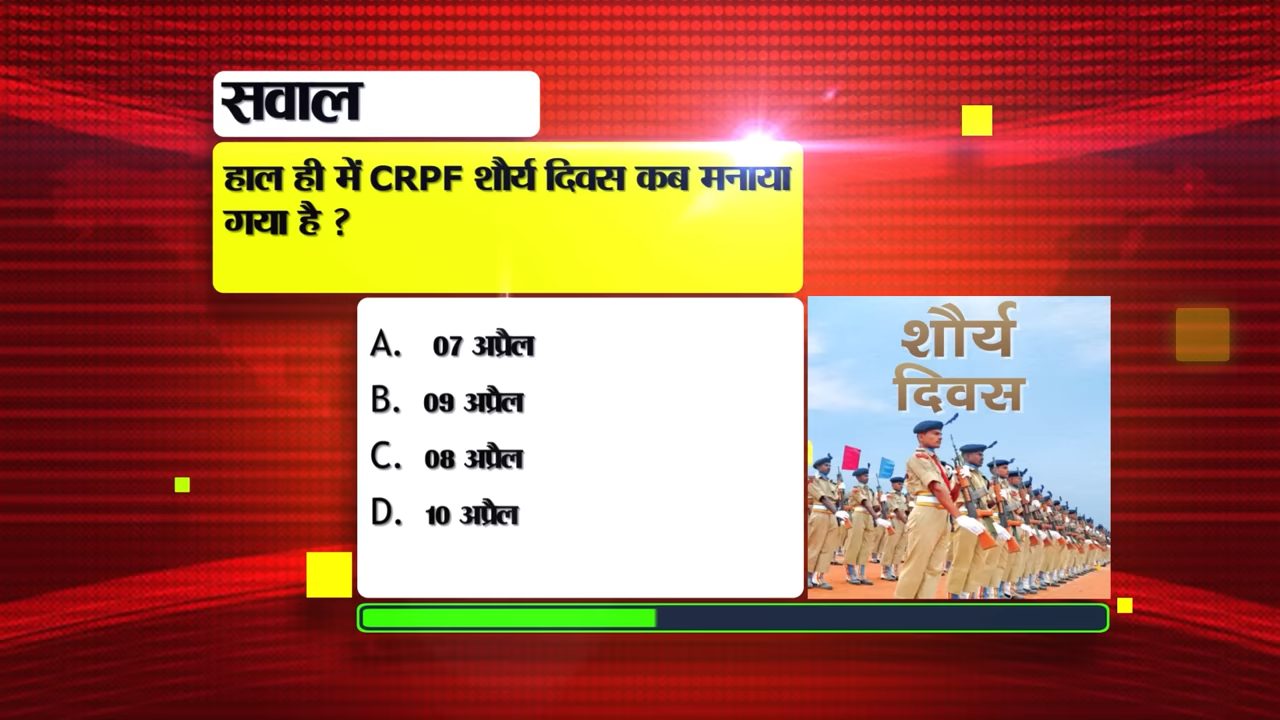 सवाल
हाल ही में CRPF शौर्य दिवस कब मनाया
गया है ?
A. 07 अप्रैल
B. 09 अप्रैल
C. 08 अप्रैल
D. 10 अप्रैल
शौर्य
दिवस